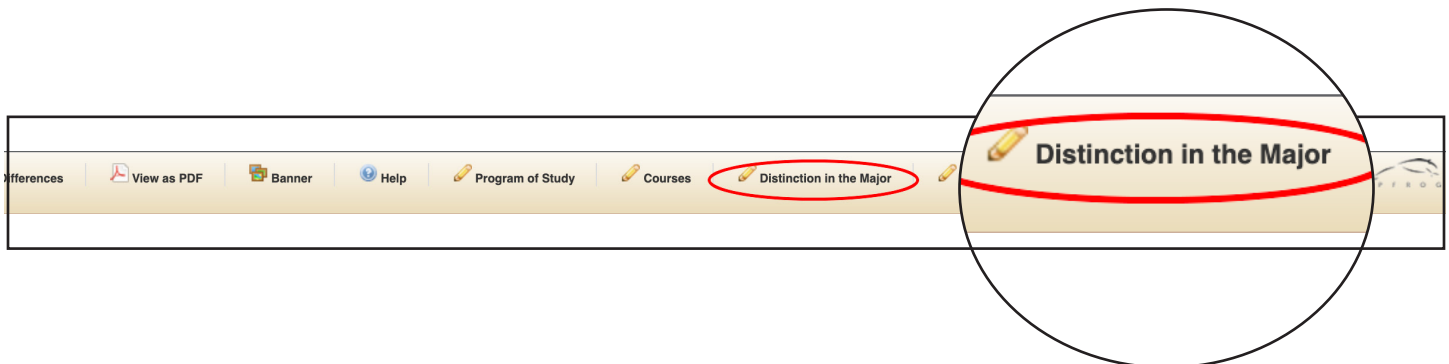 ifferences View as PDF Banner Help Program of Study Courses Distinction in the Major
Distinction in the Major
P F R O G